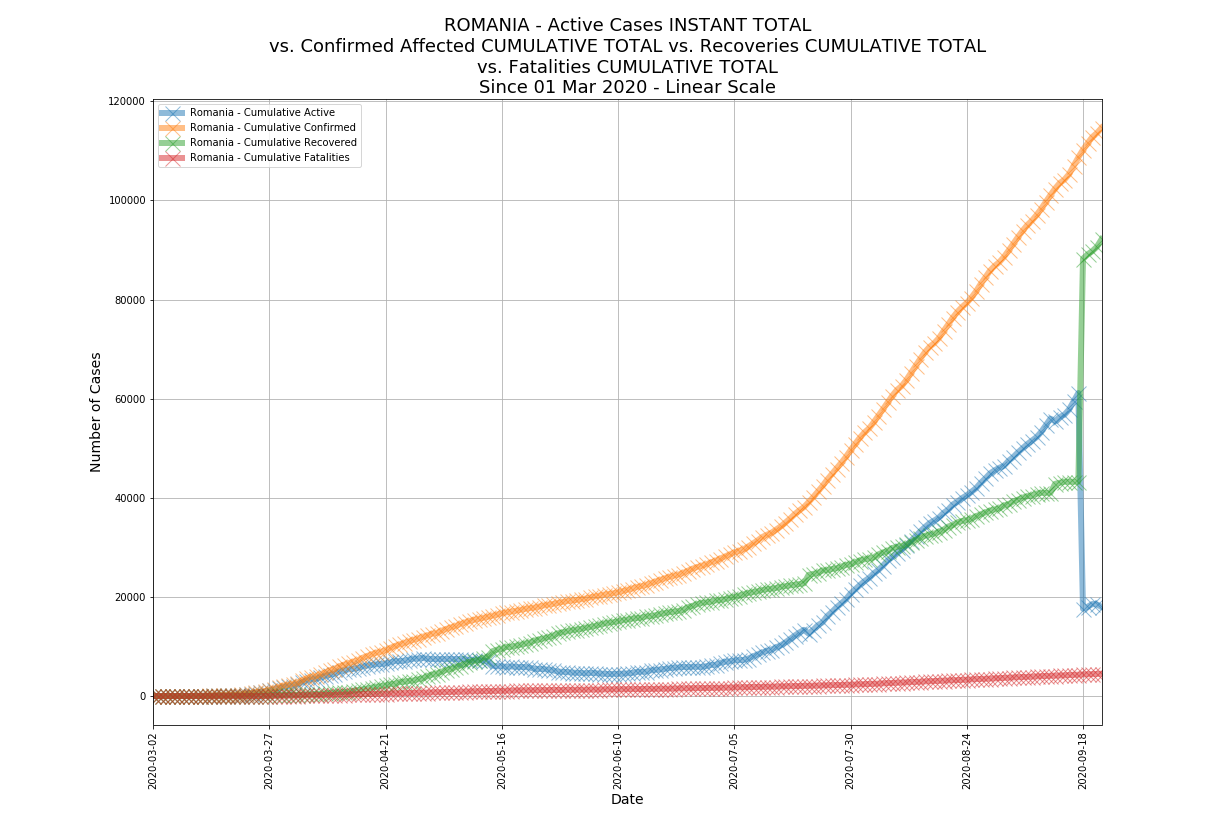 ROMANIA - Active Cases INSTANT TOTAL
vs. Confirmed Affected CUMULATIVE TOTAL vs. Recoveries CUMULATIVE TOTAL
vs. Fatalities CUMULATIVE TOTAL
Since 01 Mar 2020 - Linear Scale
Romania - Cumulative Active
Romania - Cumulative Confirmed
Romania - Cumulative Recovered
Romania - Cumulative Fatalities
120000
100000
80000
60000
40000
20000
0
Number of Cases
2020-03-02
2020-03-27
2020-04-21
2020-05-16
2020-06-10
2020-07-05
2020-07-30
2020-08-24
2020-09-18
Date